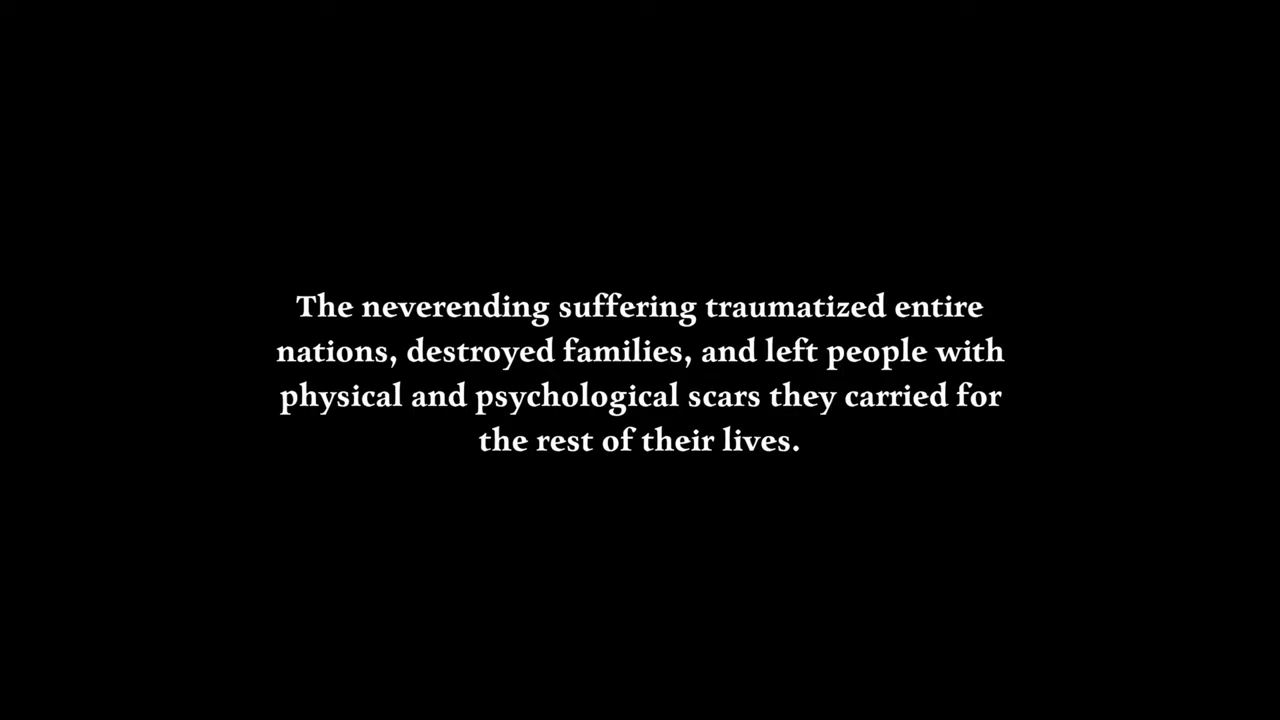 The neverending suffering traumatized entire
nations, destroyed families, and left people with
physical and psychological scars they carried for
the rest of their lives.